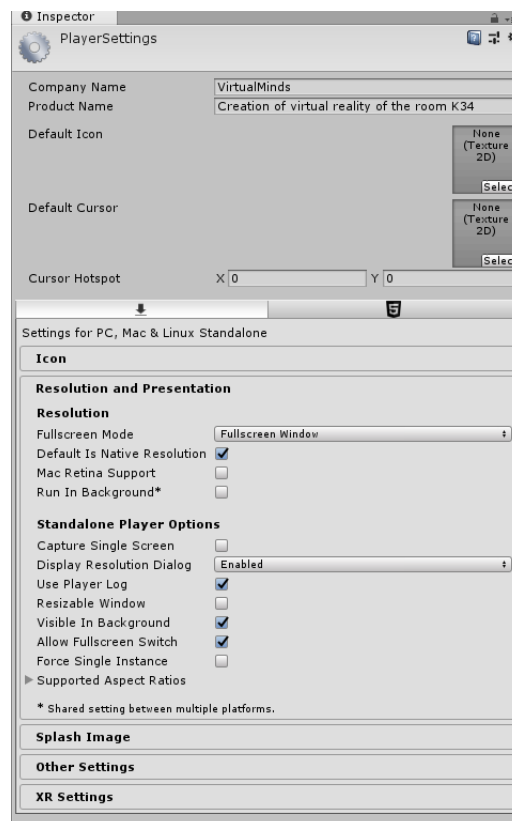 Inspector
PlayerSettings
Company Name VirtualMinds
Product Name Creation of virtual reality of the room K34
Default Icon None
(Texture
2D)
Selec
Default Cursor None
(Texture
2D)
Selec
Cursor Hotspot X 0 Y 0
Settings for PC, Mac & Linux Standalone
Icon
Resolution and Presentation
Resolution
Fullscreen Mode Fullscreen Window
Default Is Native Resolution
Mac Retina Support
Run In Background*
Standalone Player Options
Capture Single Screen
Display Resolution Dialog Enabled
Use Player Log
Resizable Window
Visible In Background
Allow Fullscreen Switch
Force Single Instance
Supported Aspect Ratios
* Shared setting between multiple platforms.
Splash Image
Other Settings
XR Settings